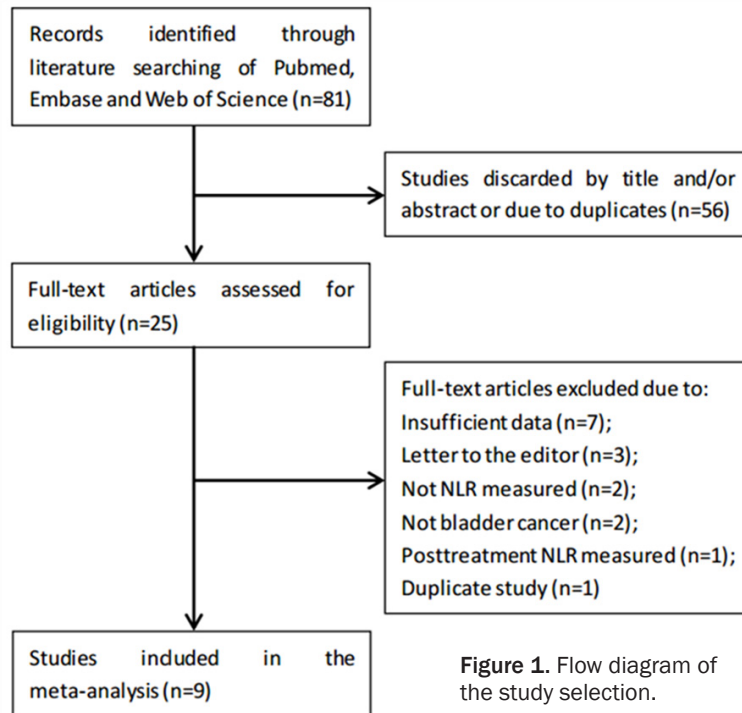 Records identified through
literature searching of Pubmed,
Embase and Web of Science (n=81)
Studies discarded by title and/or
abstract or due to duplicates (n=56)
Full-text articles assessed for
eligibility (n=25)
Full-text articles excluded due to:
Insufficient data (n=7);
Letter to the editor (n=3);
Not NLR measured (n=2);
Not bladder cancer (n=2);
Posttreatment NLR measured (n=1);
Duplicate study (n=1)
Studies included in the
meta-analysis (n=9)
Figure 1. Flow diagram of
the study selection.